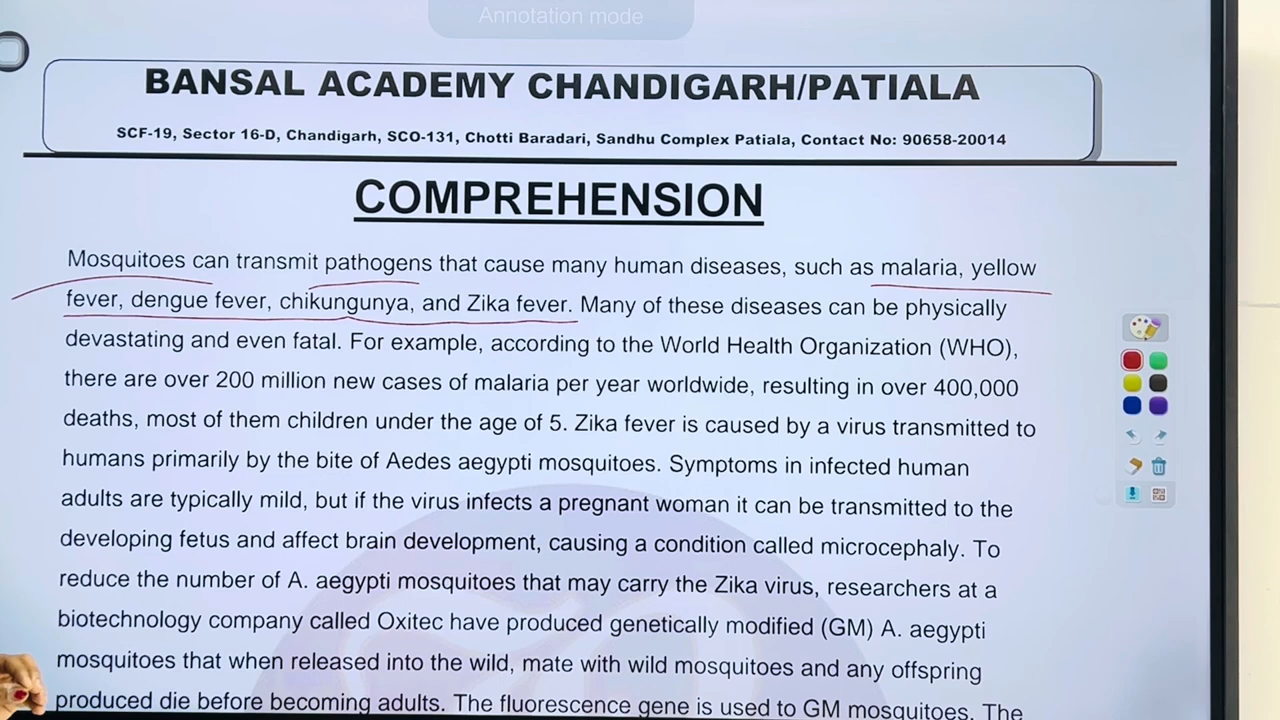 Annotation mode
BANSAL ACADEMY CHANDIGARH/PATIALA
SCF-19, Sector 16-D, Chandigarh, SCO-131, Chotti Baradari, Sandhu Complex Patiala, Contact No: 90658-20014
COMPREHENSION
Mosquitoes can transmit pathogens that cause many human diseases, such as malaria, yellow
fever, dengue fever, chikungunya, and Zika fever. Many of these diseases can be physically
devastating and even fatal. For example, according to the World Health Organization (WHO),
there are over 200 million new cases of malaria per year worldwide, resulting in over 400,000
deaths, most of them children under the age of 5. Zika fever is caused by a virus transmitted to
humans primarily by the bite of Aedes aegypti mosquitoes. Symptoms in infected human
adults are typically mild, but if the virus infects a pregnant woman it can be transmitted to the
developing fetus and affect brain development, causing a condition called microcephaly. To
reduce the number of A. aegypti mosquitoes that may carry the Zika virus, researchers at a
biotechnology company called Oxitec have produced genetically modified (GM) A. aegypti
mosquitoes that when released into the wild, mate with wild mosquitoes and any offspring
produced die before becoming adults. The fluorescence gene is used to GM mosquitoes. The